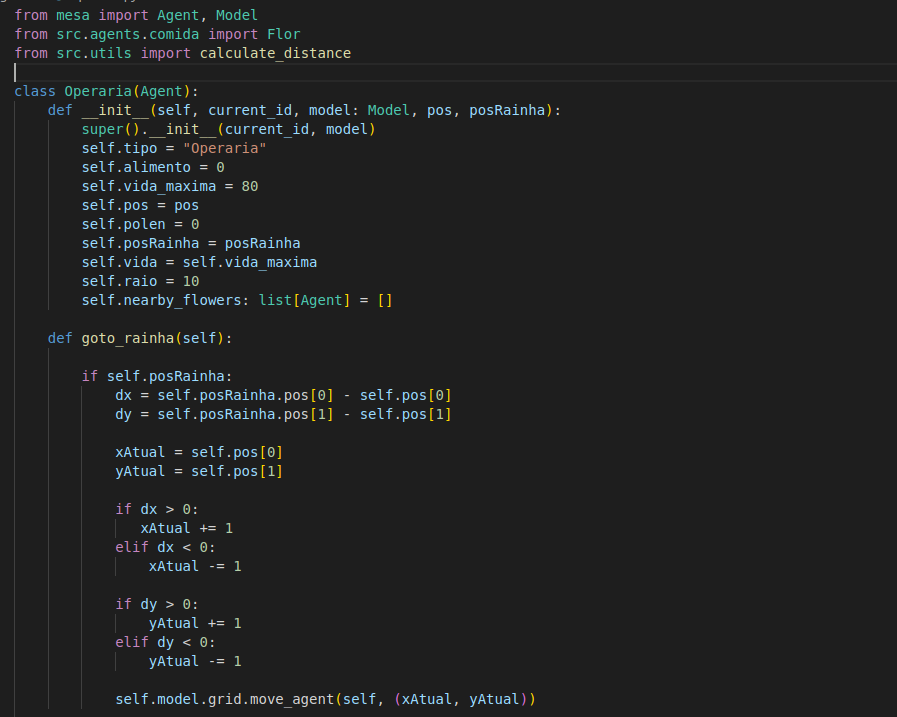 from mesa import Agent, Model
from src.agents.comida import Flor
from src.utils import calculate_distance
class Operaria(Agent):
    def __init__(self, current_id, model: Model, pos, posRainha):
        super().__init__(current_id, model)
        self.tipo = "Operaria"
        self.alimento = 0
        self.vida_maxima = 80
        self.pos = pos
        self.polen = 0
        self.posRainha = posRainha
        self.vida = self.vida_maxima
        self.raio = 10
        self.nearby_flowers: list[Agent] = []
    def goto_rainha(self):
        if self.posRainha:
            dx = self.posRainha.pos[0] - self.pos[0]
            dy = self.posRainha.pos[1] - self.pos[1]
            xAtual = self.pos[0]
            yAtual = self.pos[1]
            if dx > 0:
               xAtual += 1
            elif dx < 0:
                xAtual -= 1
            if dy > 0:
                yAtual += 1
            elif dy < 0:
                yAtual -= 1
            self.model.grid.move_agent(self, (xAtual, yAtual))